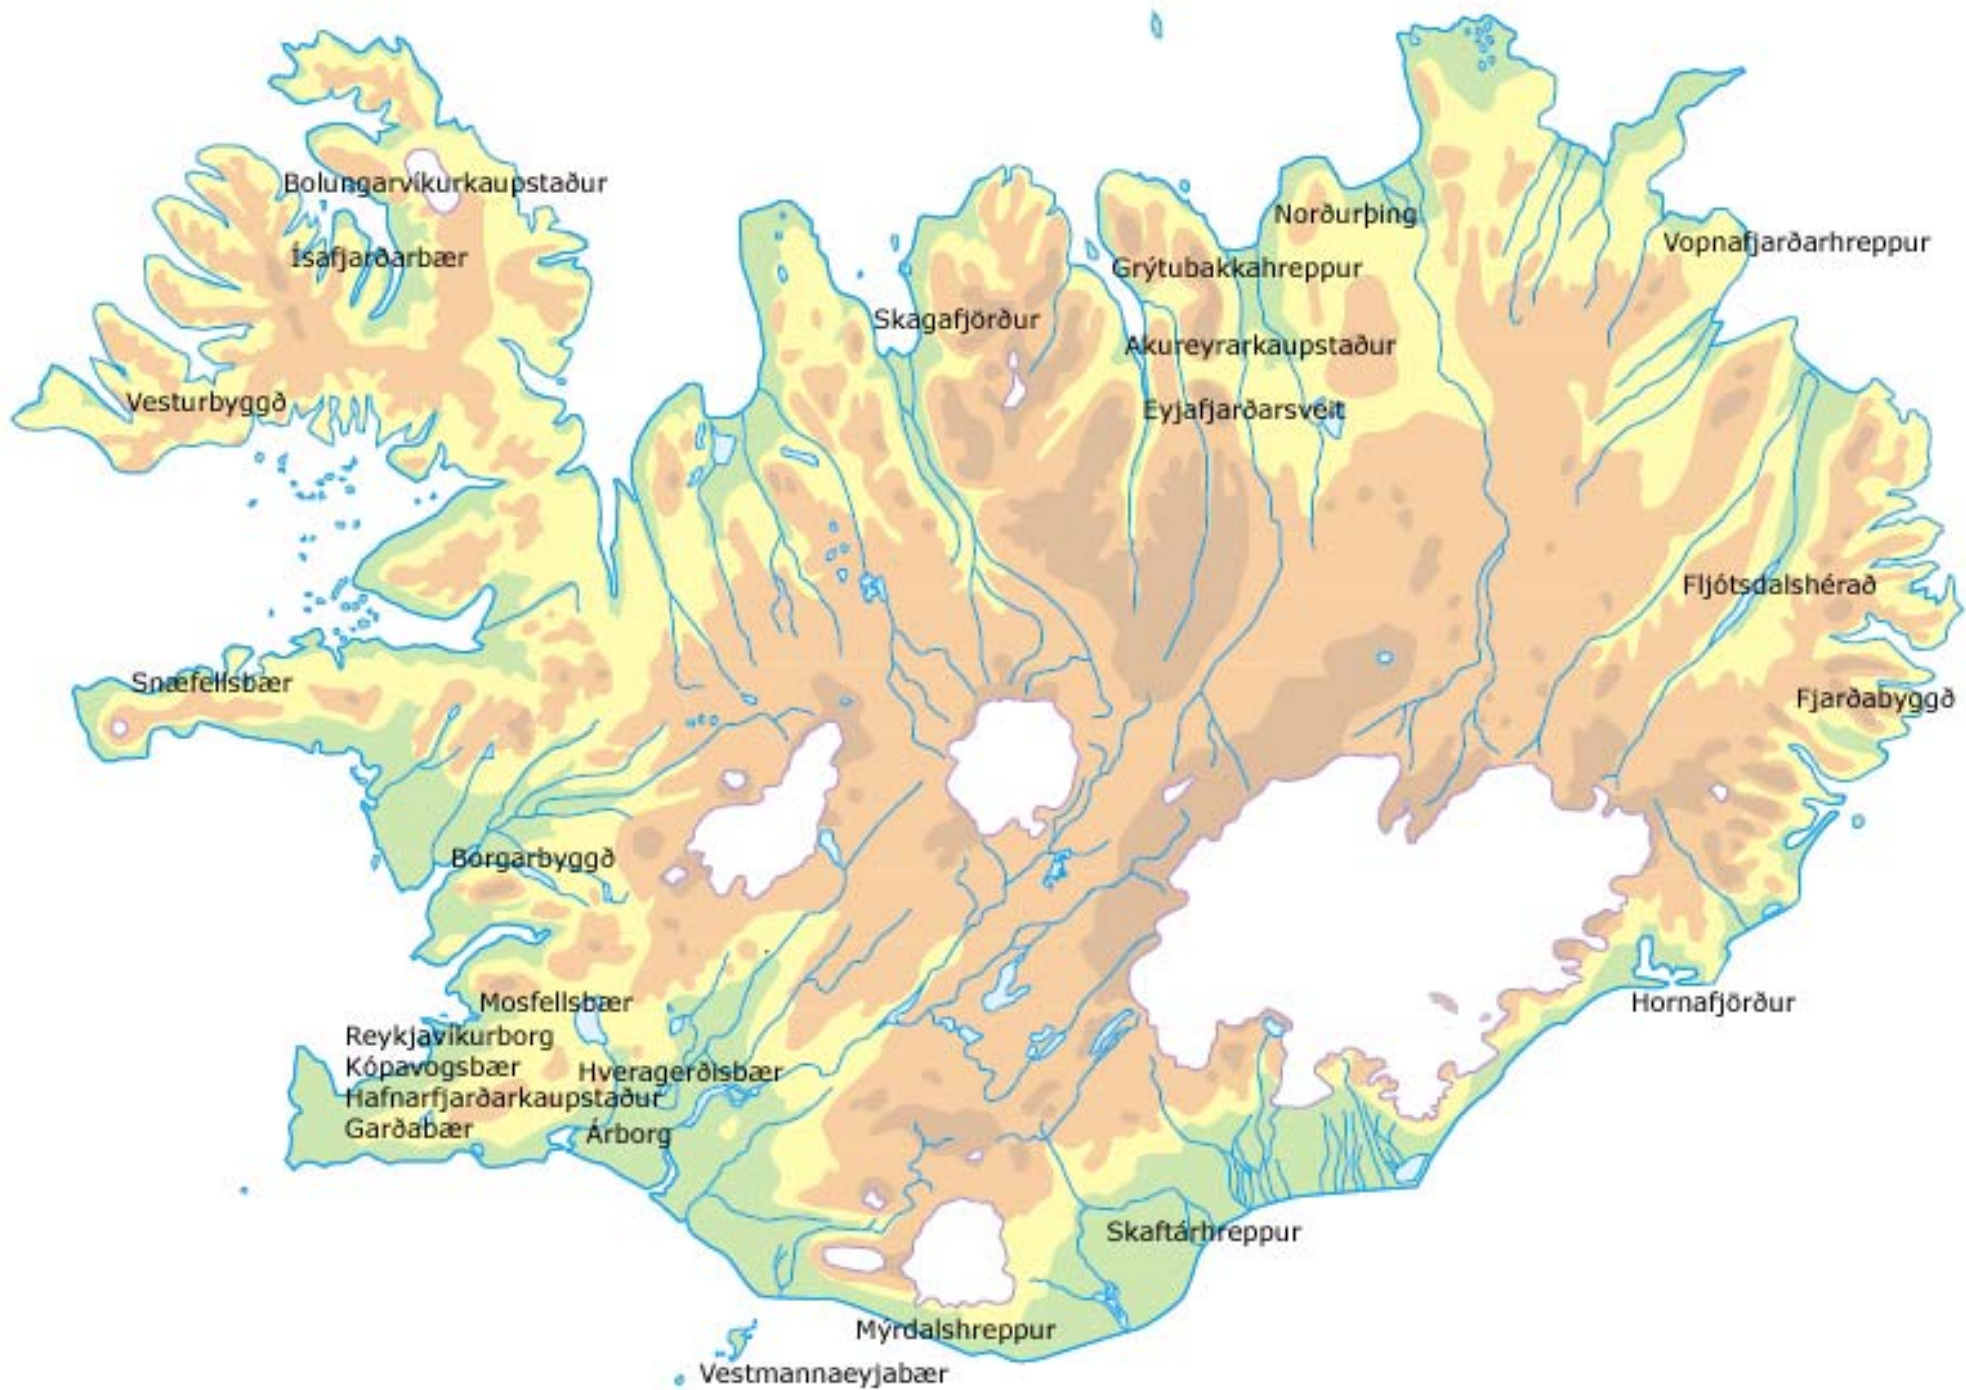 Bolungarvíkurkaupstaður
Norðurþing
Vopnafjarðarhreppur
Ísafjarðarbær
Grýtubakkahreppur
Skagafjörður
Akureyrarkaupstaður
Vesturbyggð
Eyjafjarðarsveit
Fljótsdalshérað
Snæfellsbær
Fjarðabyggð
Borgarbyggð
Mosfellsbær
Hornafjörður
Reykjavíkurborg
Kópavogsbær
Hveragerðisbær
Hafnarfjarðarkaupstaður
Garðabær
Árborg
Skaftárhreppur
Mýrdalshreppur
Vestmannaeyjabær